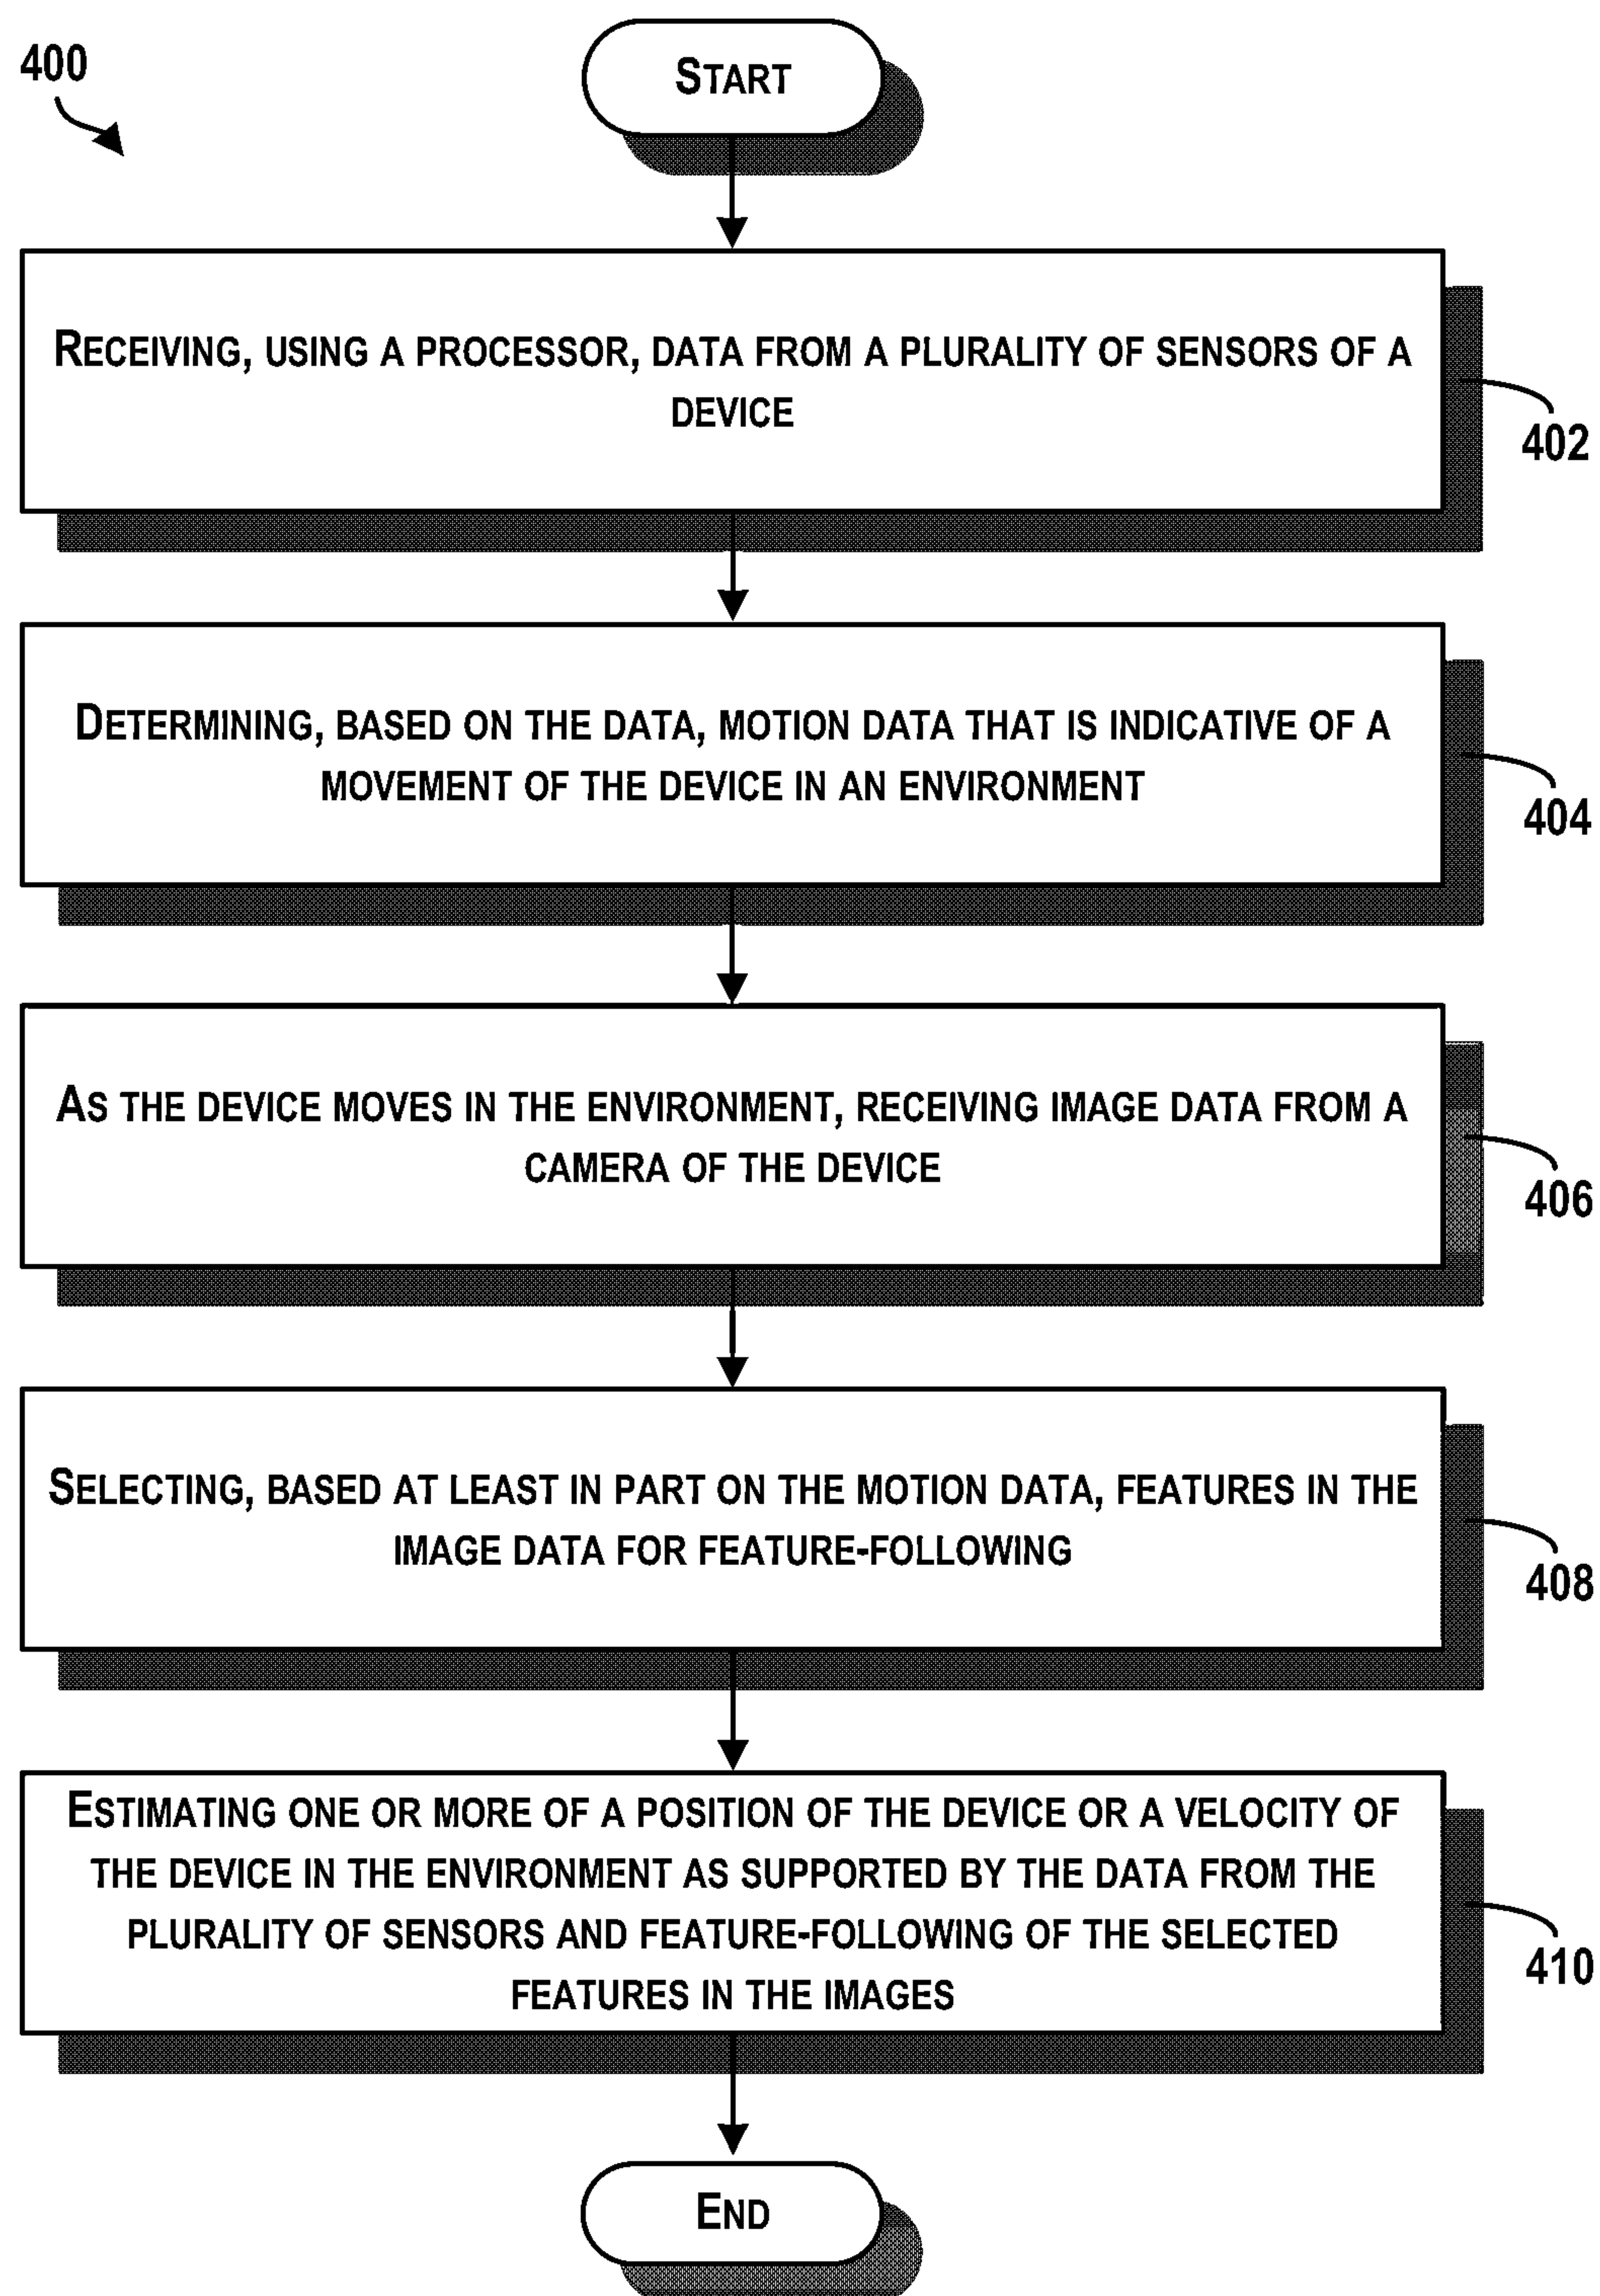 400
START
RECEIVING, USING A PROCESSOR, DATA FROM A PLURALITY OF SENSORS OF A
DEVICE
402
DETERMINING, BASED ON THE DATA, MOTION DATA THAT IS INDICATIVE OF A
MOVEMENT OF THE DEVICE IN AN ENVIRONMENT
404
AS THE DEVICE MOVES IN THE ENVIRONMENT, RECEIVING IMAGE DATA FROM A
CAMERA OF THE DEVICE
406
SELECTING, BASED AT LEAST IN PART ON THE MOTION DATA, FEATURES IN THE
IMAGE DATA FOR FEATURE-FOLLOWING
408
ESTIMATING ONE OR MORE OF A POSITION OF THE DEVICE OR A VELOCITY OF
THE DEVICE IN THE ENVIRONMENT AS SUPPORTED BY THE DATA FROM THE
PLURALITY OF SENSORS AND FEATURE-FOLLOWING OF THE SELECTED
FEATURES IN THE IMAGES
410
END